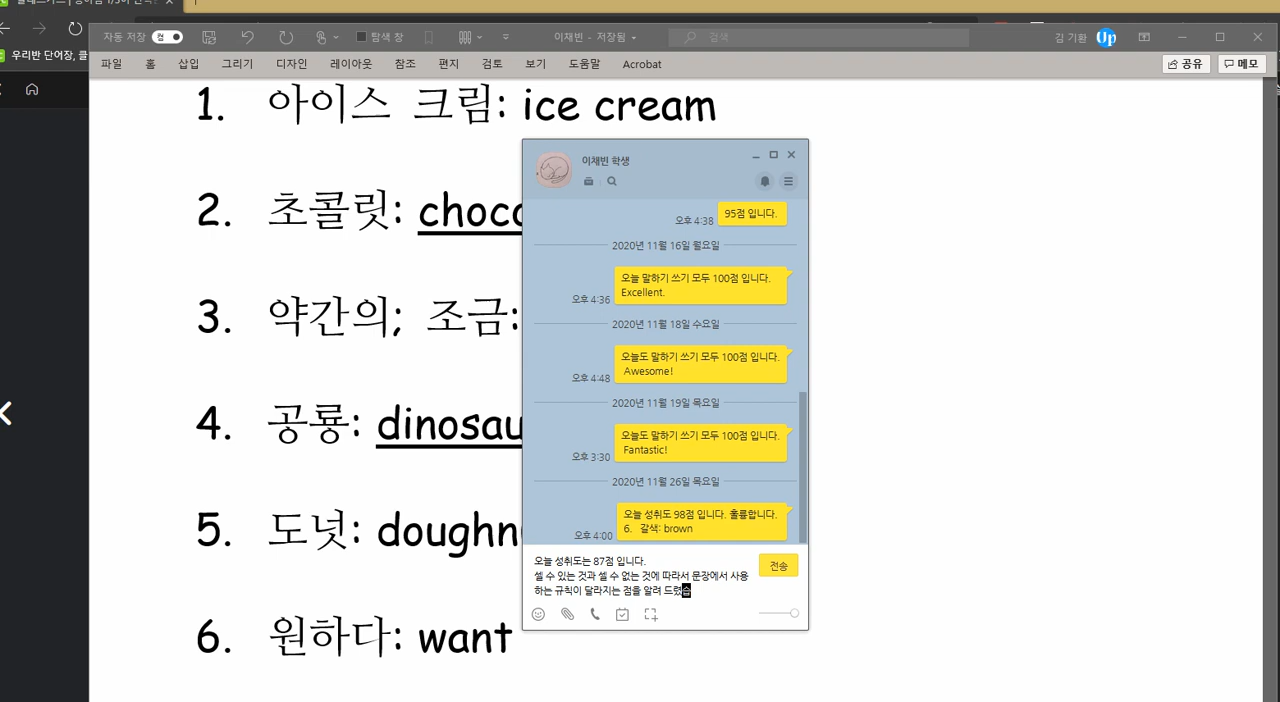 우리반 단어장, 클
자동 저장 켬
탐색 창
이채빈 - 저장됨
검색
김 기환
Up
파일 홈 삽입 그리기 디자인 레이아웃 참조 편지 검토 보기 도움말 Acrobat
공유 메모
1. 아이스 크림: ice cream
2. 초콜릿: choco
3. 약간의; 조금:
4. 공룡: dinosau
5. 도넛: doughn
6. 원하다: want
이채빈 학생
95점 입니다.
오후 4:38
2020년 11월 16일 월요일
오늘 말하기 쓰기 모두 100점 입니다.
Excellent.
오후 4:36
2020년 11월 18일 수요일
오늘도 말하기 쓰기 모두 100점 입니다.
Awesome!
오후 4:48
2020년 11월 19일 목요일
오늘도 말하기 쓰기 모두 100점 입니다.
Fantastic!
오후 3:30
2020년 11월 26일 목요일
오늘 성취도 98점 입니다. 훌륭합니다.
6. 갈색: brown
오후 4:00
오늘 성취도는 87점 입니다.
셀 수 있는 것과 셀 수 없는 것에 따라서 문장에서 사용
하는 규칙이 달라지는 점을 알려 드렸습
전송